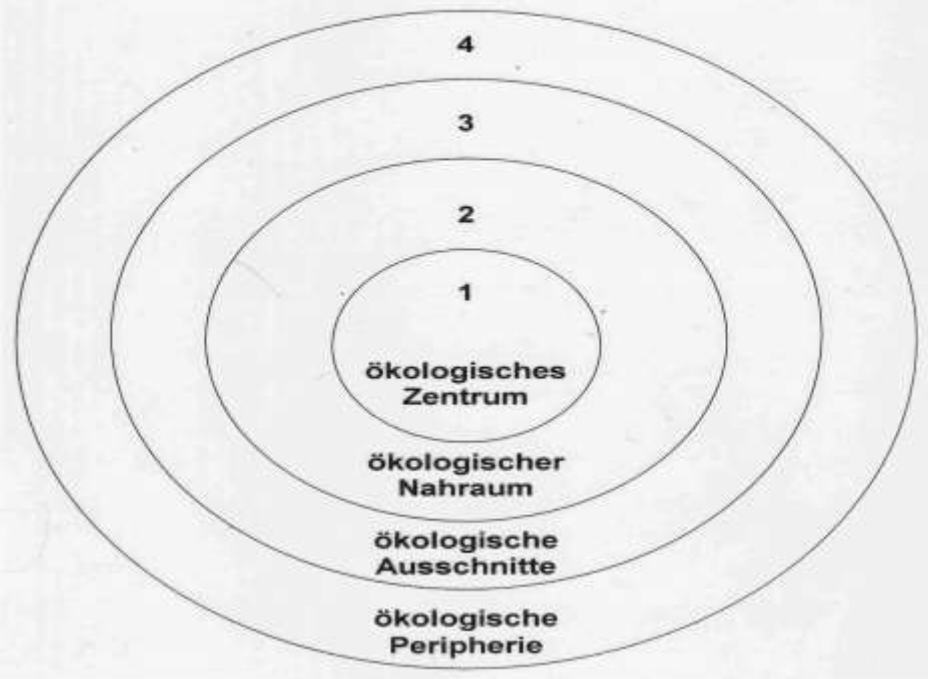 4
3
2
1
ökologisches
Zentrum
ökologischer
Nahraum
ökologische
Ausschnitte
ökologische
Peripherie